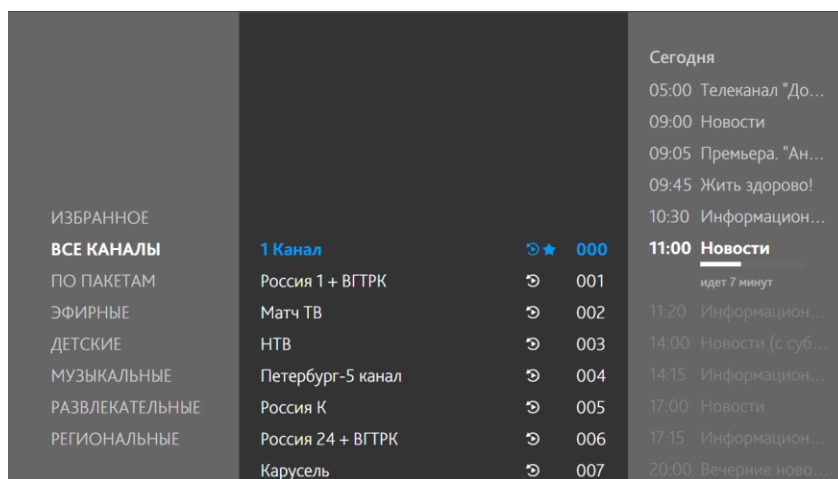 ИЗБРАННОЕ
ВСЕ КАНАЛЫ
ПО ПАКЕТАМ
ЭФИРНЫЕ
ДЕТСКИЕ
МУЗЫКАЛЬНЫЕ
РАЗВЛЕКАТЕЛЬНЫЕ
РЕГИОНАЛЬНЫЕ
1 Канал 000
Россия 1 + ВГТРК 001
Матч ТВ 002
НТВ 003
Петербург-5 канал 004
Россия К 005
Россия 24 + ВГТРК 006
Карусель 007
Сегодня
05:00 Телеканал "До...
09:00 Новости
09:05 Премьера. "Ан...
09:45 Жить здорово!
10:30 Информацион...
11:00 Новости
идет 7 минут
11:20 Информацион...
14:00 Новости (с суб...
14:15 Информацион...
17:00 Новости
17:15 Информацион...
20:00 Вечерние ново...